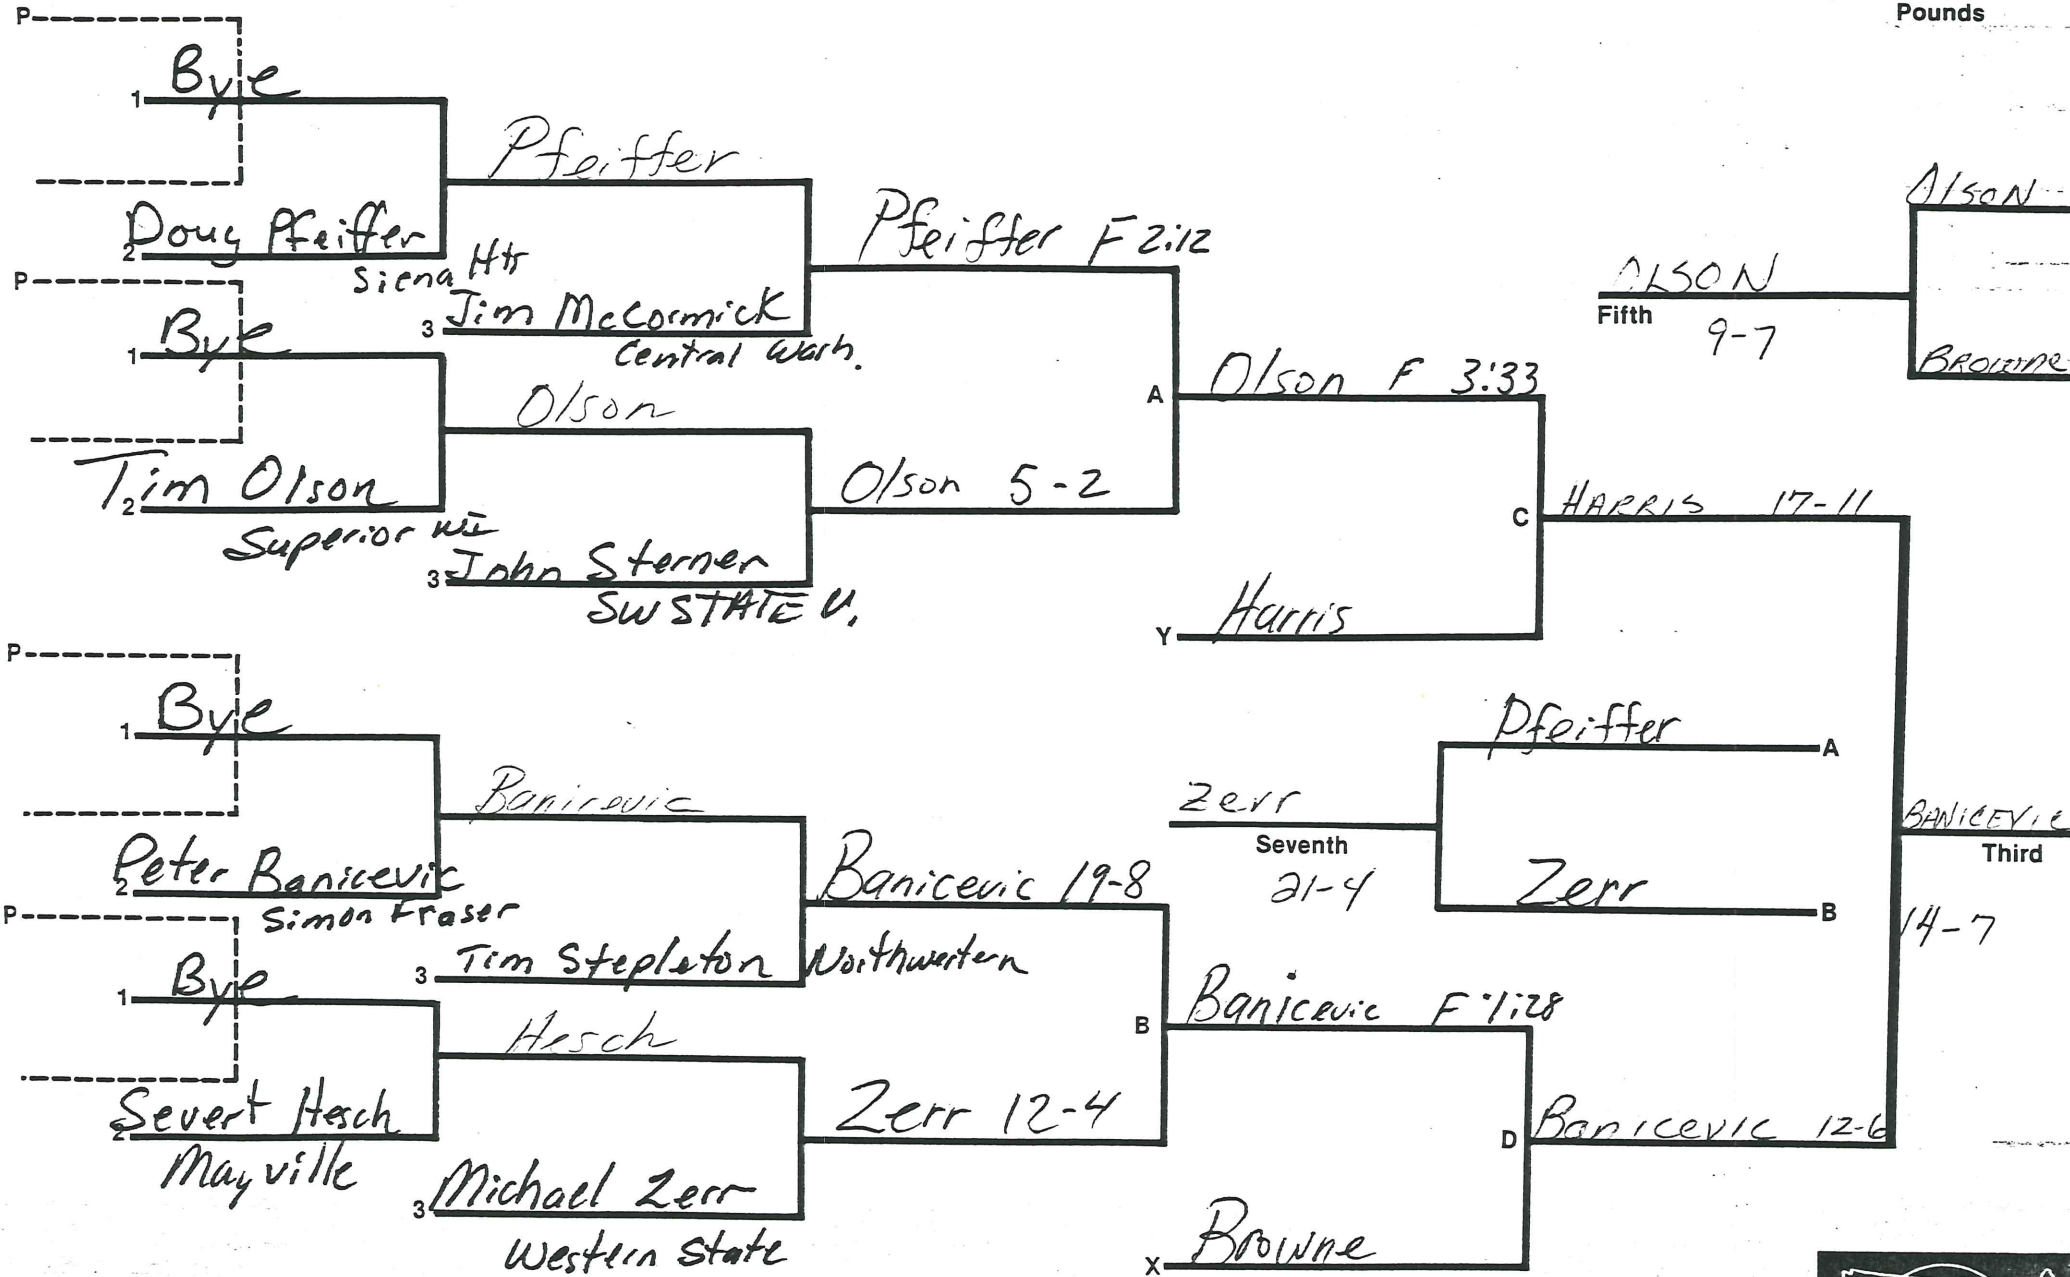 P
Pounds
Bye
1
Pfeiffer
Doug Pfeiffer
2
Siena Htr
Pfeiffer F 2:12
Olson
P
Jim McCormick
3
Central Wash.
OLSON
Fifth
9-7
Bye
1
Olson F 3:33
A
Browne
Olson
Tim Olson
2
Superior WI
Olson 5-2
HARRIS 17-11
C
John Sterner
3
SW STATE U.
Harris
Y
P
Bye
1
Pfeiffer
A
Banicevic
Zerr
Seventh
21-4
BANICEVIC
Third
Peter Banicevic
2
Simon Fraser
Banicevic 19-8
Zerr
B
14-7
P
Tim Stepleton
3
Northwestern
Bye
1
Banicevic F 1:28
B
Hesch
Severt Hesch
2
Mayville
Zerr 12-4
Banicevic 12-6
D
Michael Zerr
3
Western State
Browne
X